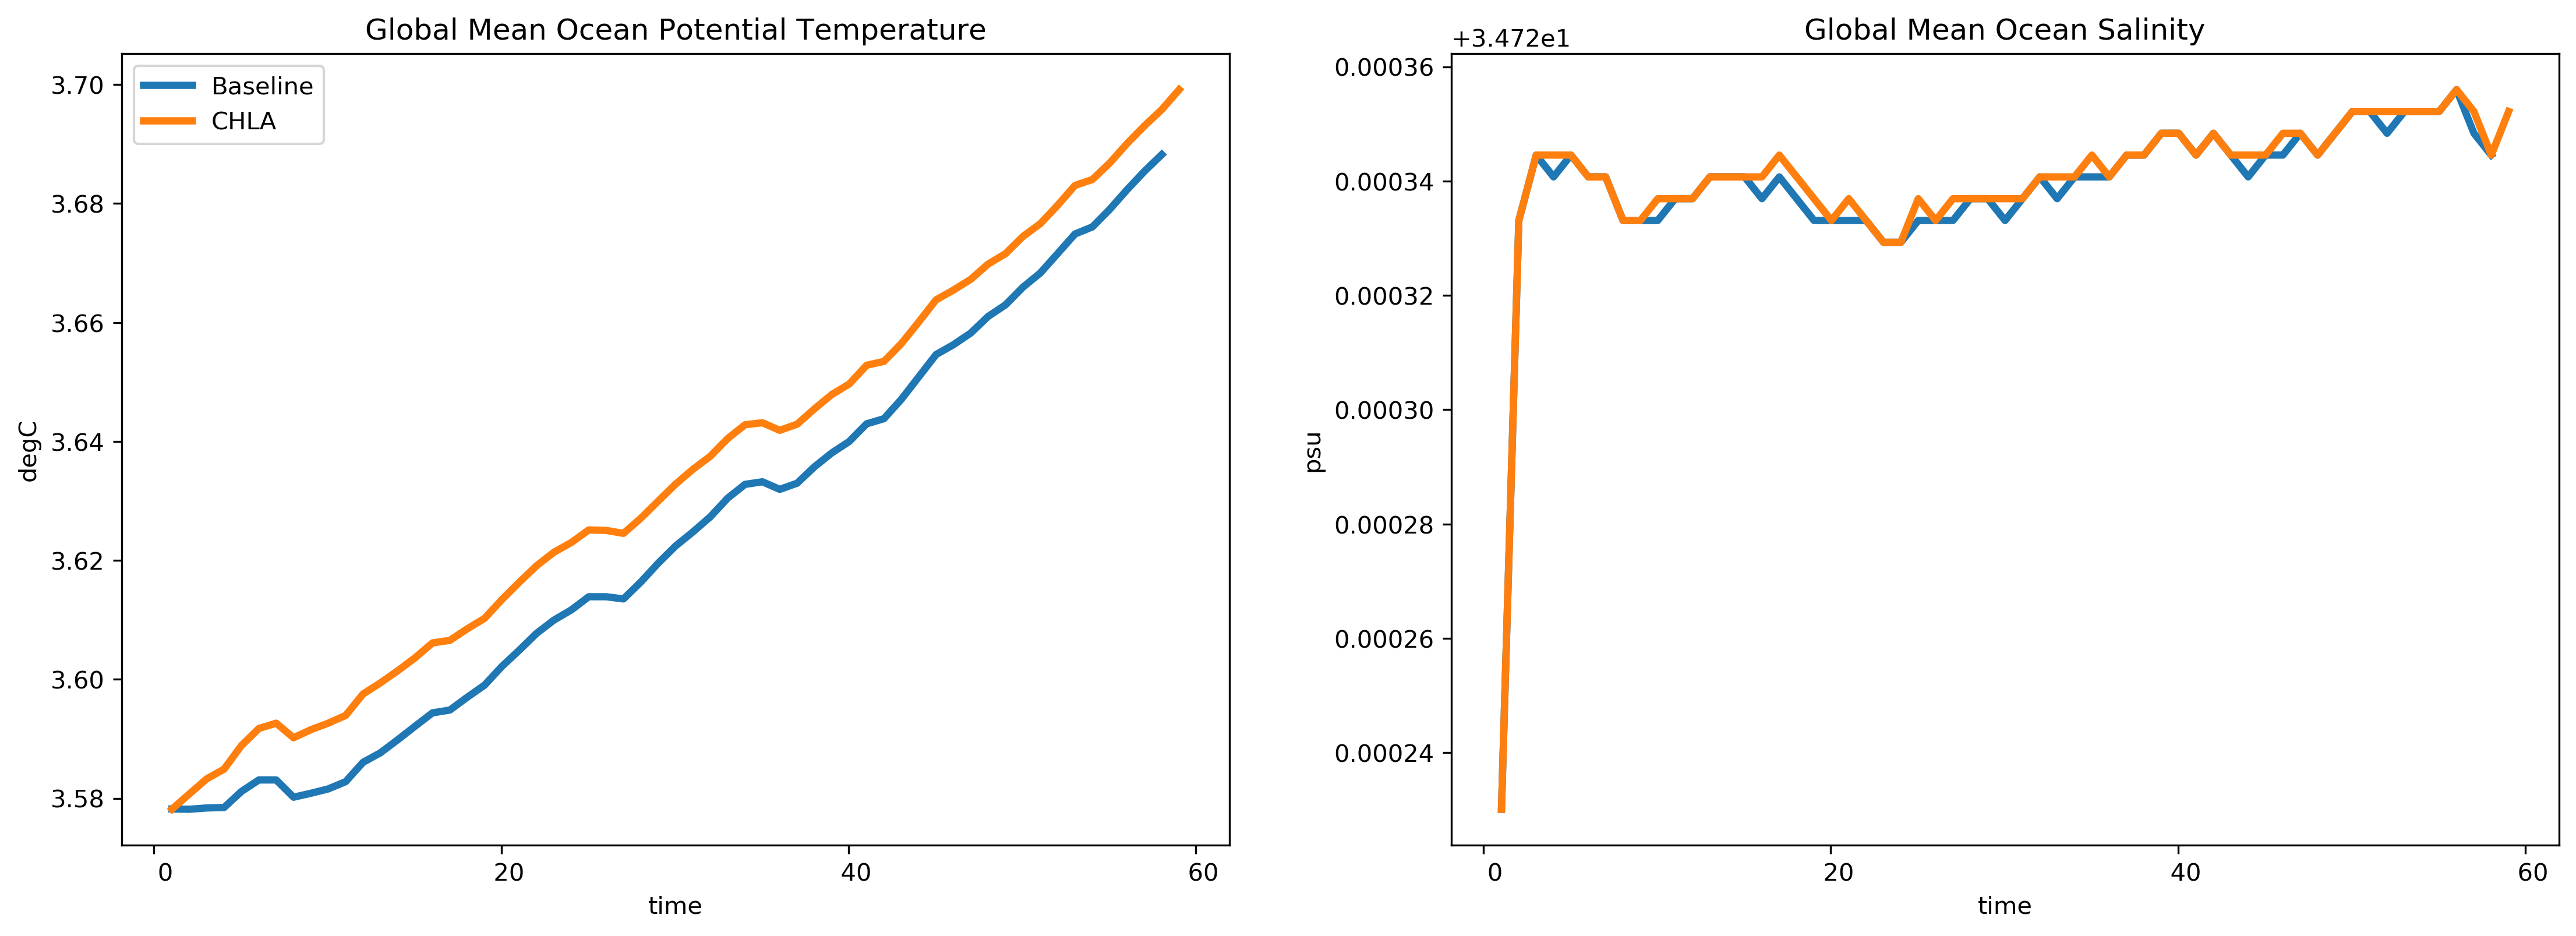 Global Mean Ocean Potential Temperature
Baseline
CHLA
3.70
3.68
3.66
3.64
3.62
3.60
3.58
degC
0 20 40 60
time
Global Mean Ocean Salinity
+3.472e1
0.00036
0.00034
0.00032
0.00030
0.00028
0.00026
0.00024
psu
0 20 40 60
time